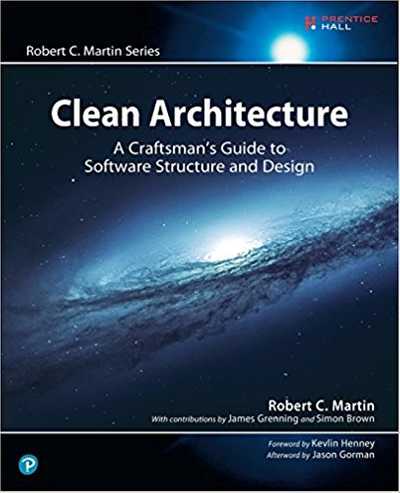 Robert C. Martin Series
PRENTICE
HALL
Clean Architecture
A Craftsman's Guide to
Software Structure and Design
Robert C. Martin
With contributions by James Grenning and Simon Brown
Foreword by Kevlin Henney
Afterword by Jason Gorman
P